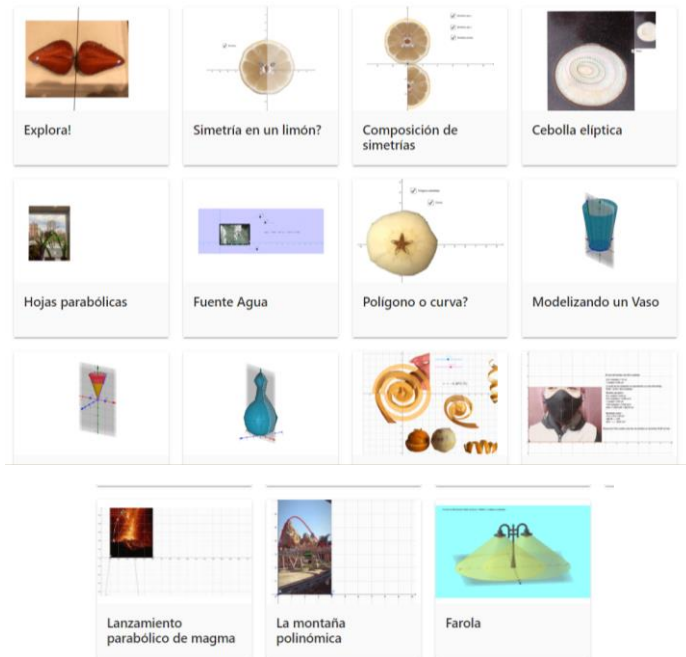 Explora!
Simetría en un limón?
Composición de
simetrías
Cebolla elíptica
Hojas parabólicas
Fuente Agua
Polígono o curva?
Modelizando un Vaso
Lanzamiento
parabólico de magma
La montaña
polinómica
Farola